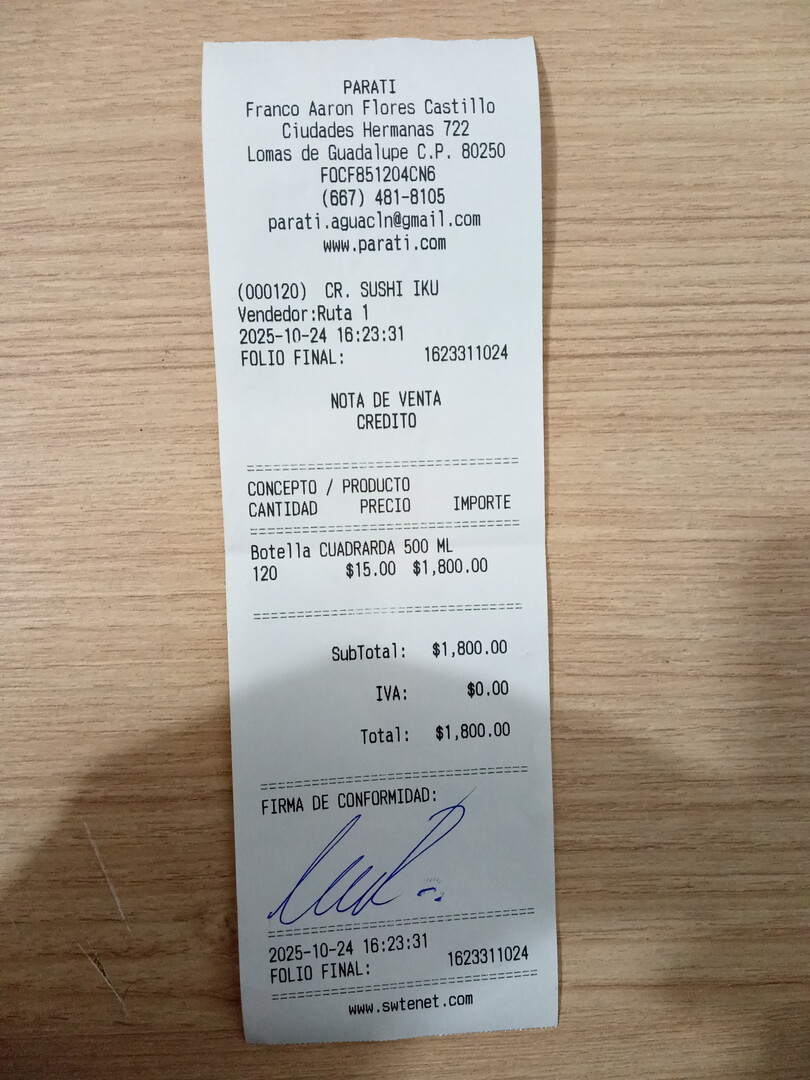 PARATI
Franco Aaron Flores Castillo
Ciudades Hermanas 722
Lomas de Guadalupe C.P. 80250
FOCF851204CN6
(667) 481-8105
parati.aguacln@gmail.com
www.parati.com
(000120) CR. SUSHI IKU
Vendedor:Ruta 1
2025-10-24 16:23:31
FOLIO FINAL: 1623311024
NOTA DE VENTA
CREDITO
CONCEPTO / PRODUCTO
CANTIDAD PRECIO IMPORTE
Botella CUADRARDA 500 ML
120 $15.00 $1,800.00
SubTotal: $1,800.00
IVA: $0.00
Total: $1,800.00
FIRMA DE CONFORMIDAD:
2025-10-24 16:23:31
FOLIO FINAL: 1623311024
www.swtenet.com